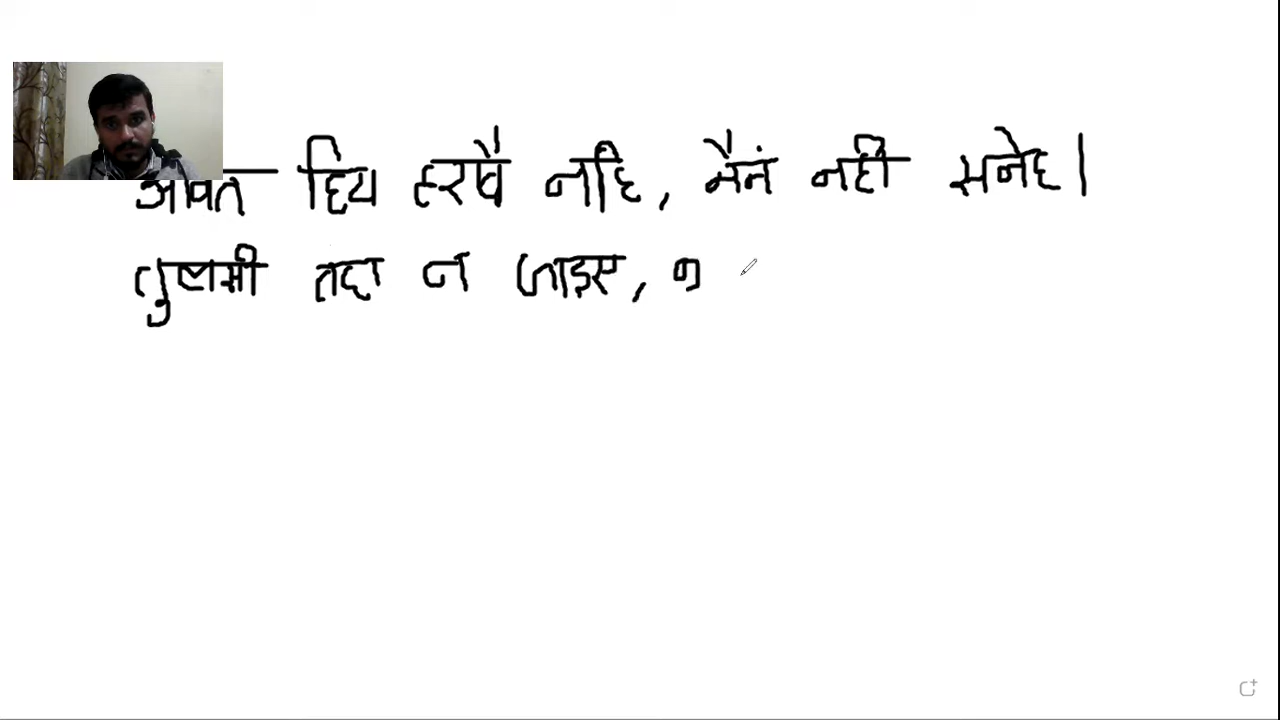 आवत हिय हरषै नहि, नैनं नही सनेह।
तुलसी तहा न जाइए,